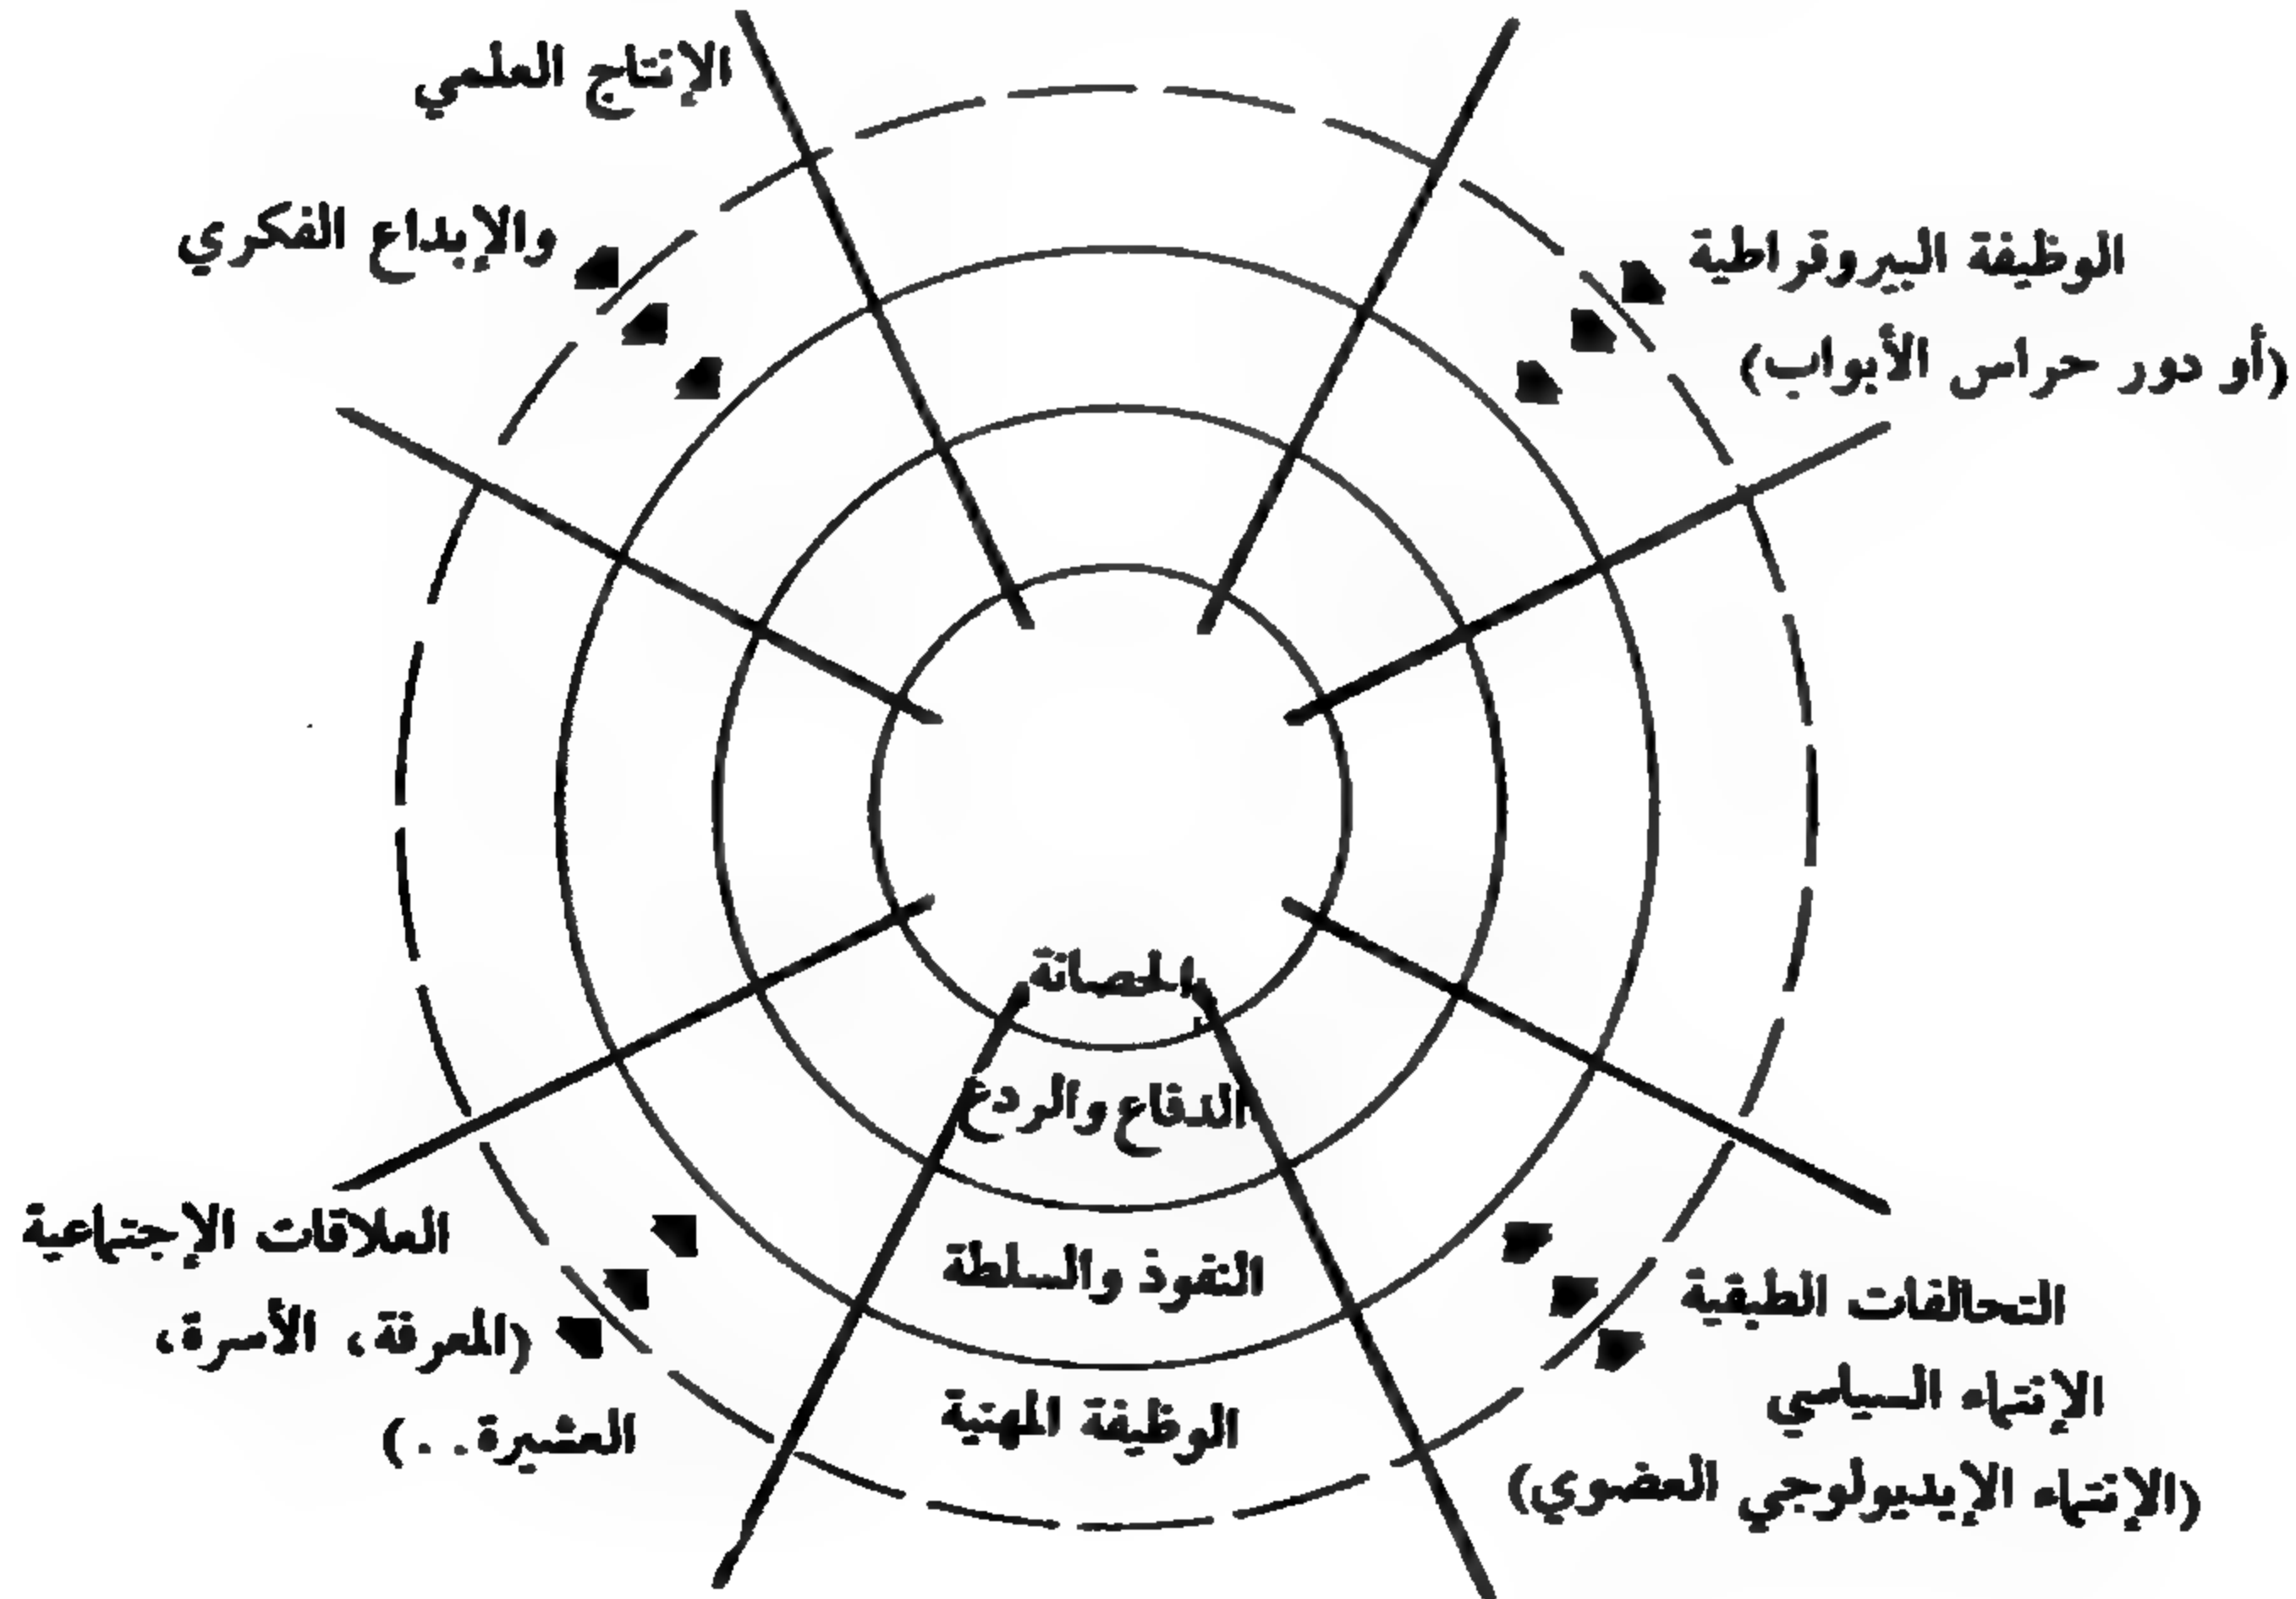 الإنتاج العلمي
والإبداع الفكري
الوظيفة البيروقراطية
(أو دور حراس الأبواب)
الحصانة
الدفاع والردع
النفوذ والسلطة
الوظيفة المهنية
العلاقات الإجتماعية
(المعرفة، الأسرة،
العشيرة..)
التحالفات الطبقية
الإنتماء السياسي
(الإنتماء الإيديولوجي العضوي)